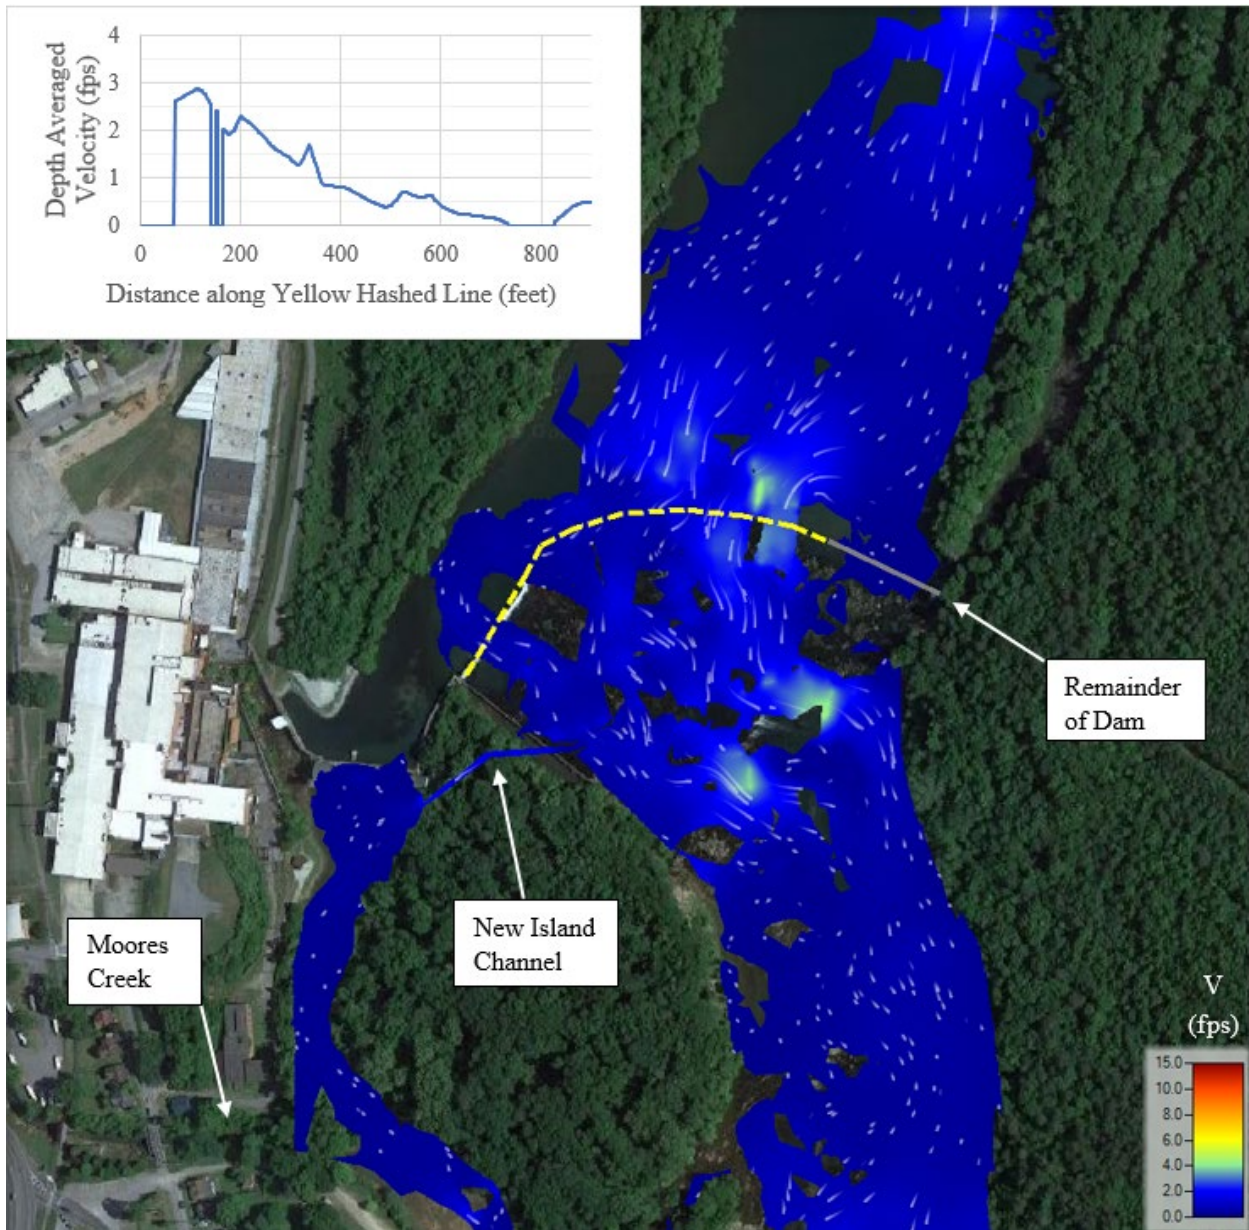 Depth Averaged
Velocity (fps)
4
3
2
1
0
0 200 400 600 800
Distance along Yellow Hashed Line (feet)
Remainder
of Dam
New Island
Channel
Moores
Creek
V
(fps)
15.0
10.0
8.0
6.0
4.0
2.0
0.0